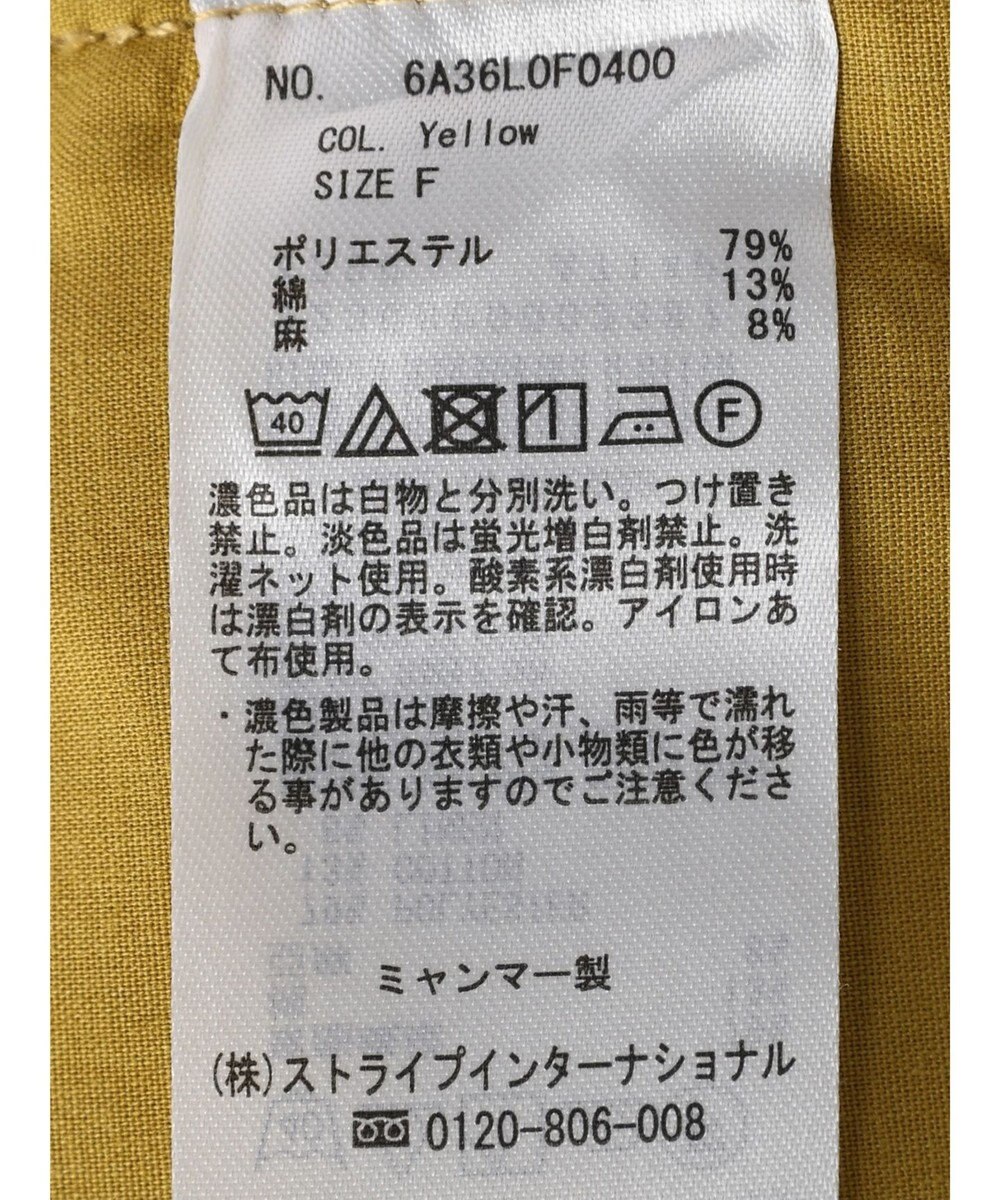 NO. 6A36L0F0400
COL. Yellow
SIZE F
ポリエステル 79%
綿 13%
麻 8%
40 F
濃色品は白物と分別洗い。つけ置き
禁止。淡色品は蛍光増白剤禁止。洗
濯ネット使用。酸素系漂白剤使用時
は漂白剤の表示を確認。アイロンあ
て布使用。
・濃色製品は摩擦や汗、雨等で濡れ
た際に他の衣類や小物類に色が移
る事がありますのでご注意くださ
い。
ミャンマー製
(株)ストライプインターナショナル
0120-806-008